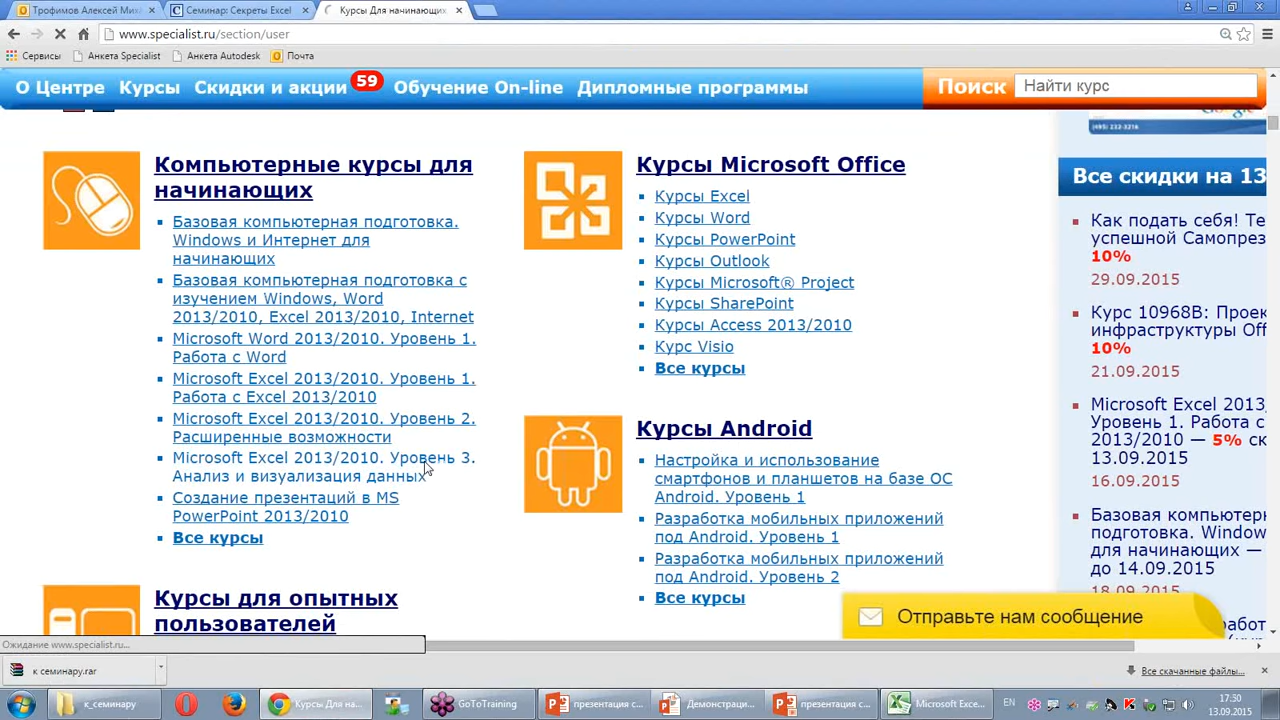 Трофимов Алексей Мих
Семинар: Секреты Excel
Курсы Для начинающих
www.specialist.ru/section/user
Сервисы
Анкета Specialist
Анкета Autodesk
Почта
О Центре
Курсы
Скидки и акции
59
Обучение On-line
Дипломные программы
Поиск
Найти курс
Компьютерные курсы для
начинающих
Базовая компьютерная подготовка.
Windows и Интернет для
начинающих
Базовая компьютерная подготовка с
изучением Windows, Word
2013/2010, Excel 2013/2010, Internet
Microsoft Word 2013/2010. Уровень 1.
Работа с Word
Microsoft Excel 2013/2010. Уровень 1.
Работа с Excel 2013/2010
Microsoft Excel 2013/2010. Уровень 2.
Расширенные возможности
Microsoft Excel 2013/2010. Уровень 3.
Анализ и визуализация данных
Создание презентаций в MS
PowerPoint 2013/2010
Все курсы
Курсы для опытных
пользователей
Курсы Microsoft Office
Курсы Excel
Курсы Word
Курсы PowerPoint
Курсы Outlook
Курсы Microsoft® Project
Курсы SharePoint
Курсы Access 2013/2010
Курс Visio
Все курсы
Курсы Android
Настройка и использование
смартфонов и планшетов на базе ОС
Android. Уровень 1
Разработка мобильных приложений
под Android. Уровень 1
Разработка мобильных приложений
под Android. Уровень 2
Все курсы
(495) 232-3216
Все скидки на 13
Как подать себя! Те
успешной Самопрез
10%
29.09.2015
Курс 10968B: Проек
инфраструктуры Off
10%
21.09.2015
Microsoft Excel 2013
Уровень 1. Работа с
2013/2010 — 5% ск
13.09.2015
16.09.2015
Базовая компьютер
подготовка. Window
для начинающих —
до 14.09.2015
18.09.2015
Отправьте нам сообщение
Ожидание www.specialist.ru...
к семинару.rar
Все скачанные файлы...
к_семинару
Курсы Для на...
GoToTraining
презентация с...
Демонстраци...
презентация с...
Microsoft Exce...
EN
17:30
13.09.2015